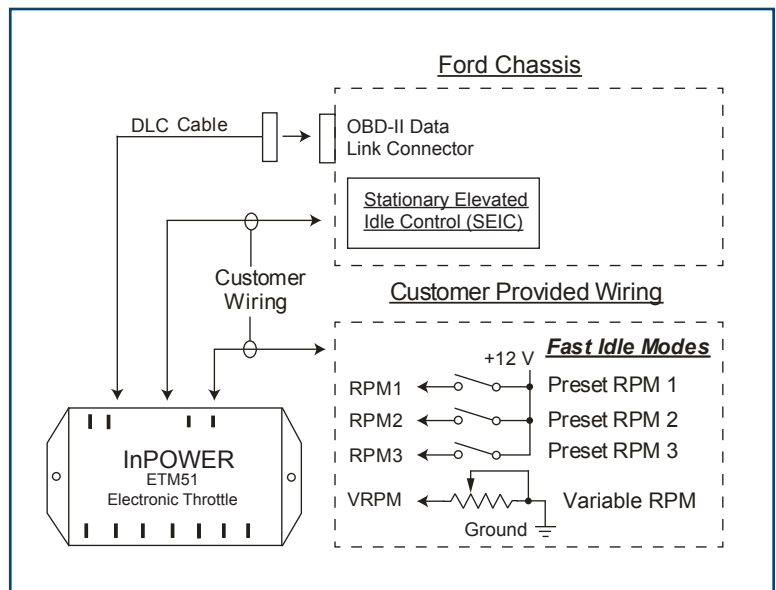 Ford Chassis
DLC Cable
OBD-II Data
Link Connector
Stationary Elevated
Idle Control (SEIC)
Customer
Wiring
Customer Provided Wiring
Fast Idle Modes
+12 V
RPM1
Preset RPM 1
RPM2
Preset RPM 2
RPM3
Preset RPM 3
VRPM
Variable RPM
Ground
InPOWER
ETM51
Electronic Throttle